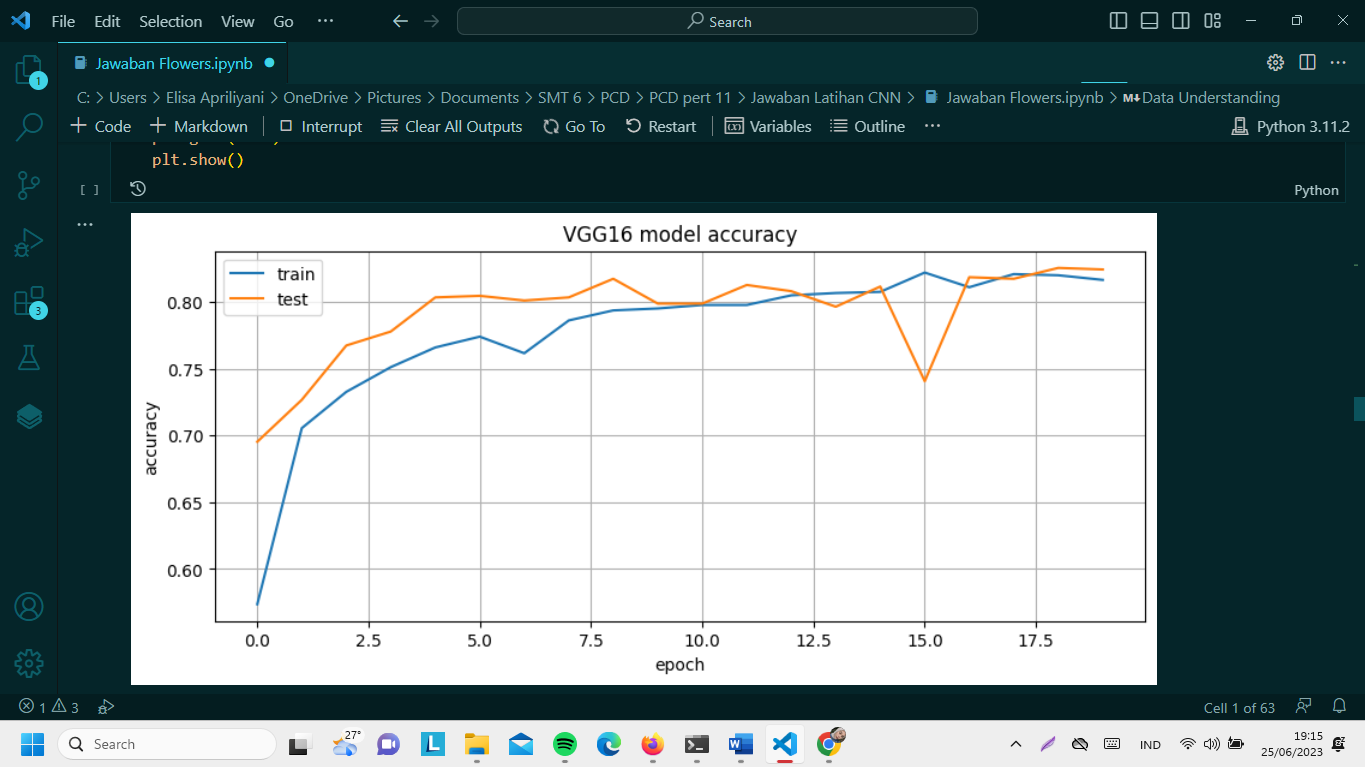 File Edit Selection View Go ··· Search
Jawaban Flowers.ipynb
1
C: > Users > Elisa Apriliyani > OneDrive > Pictures > Documents > SMT 6 > PCD > PCD pert 11 > Jawaban Latihan CNN > Jawaban Flowers.ipynb > M↓Data Understanding
+ Code + Markdown Interrupt Clear All Outputs Go To Restart Variables Outline ··· Python 3.11.2
plt.show()
[ ] Python
···
VGG16 model accuracy
train
test
3
0.80
0.75
0.70
0.65
0.60
accuracy
0.0 2.5 5.0 7.5 10.0 12.5 15.0 17.5
epoch
1 3 Cell 1 of 63
Search 27° L W IND 19:15
25/06/2023